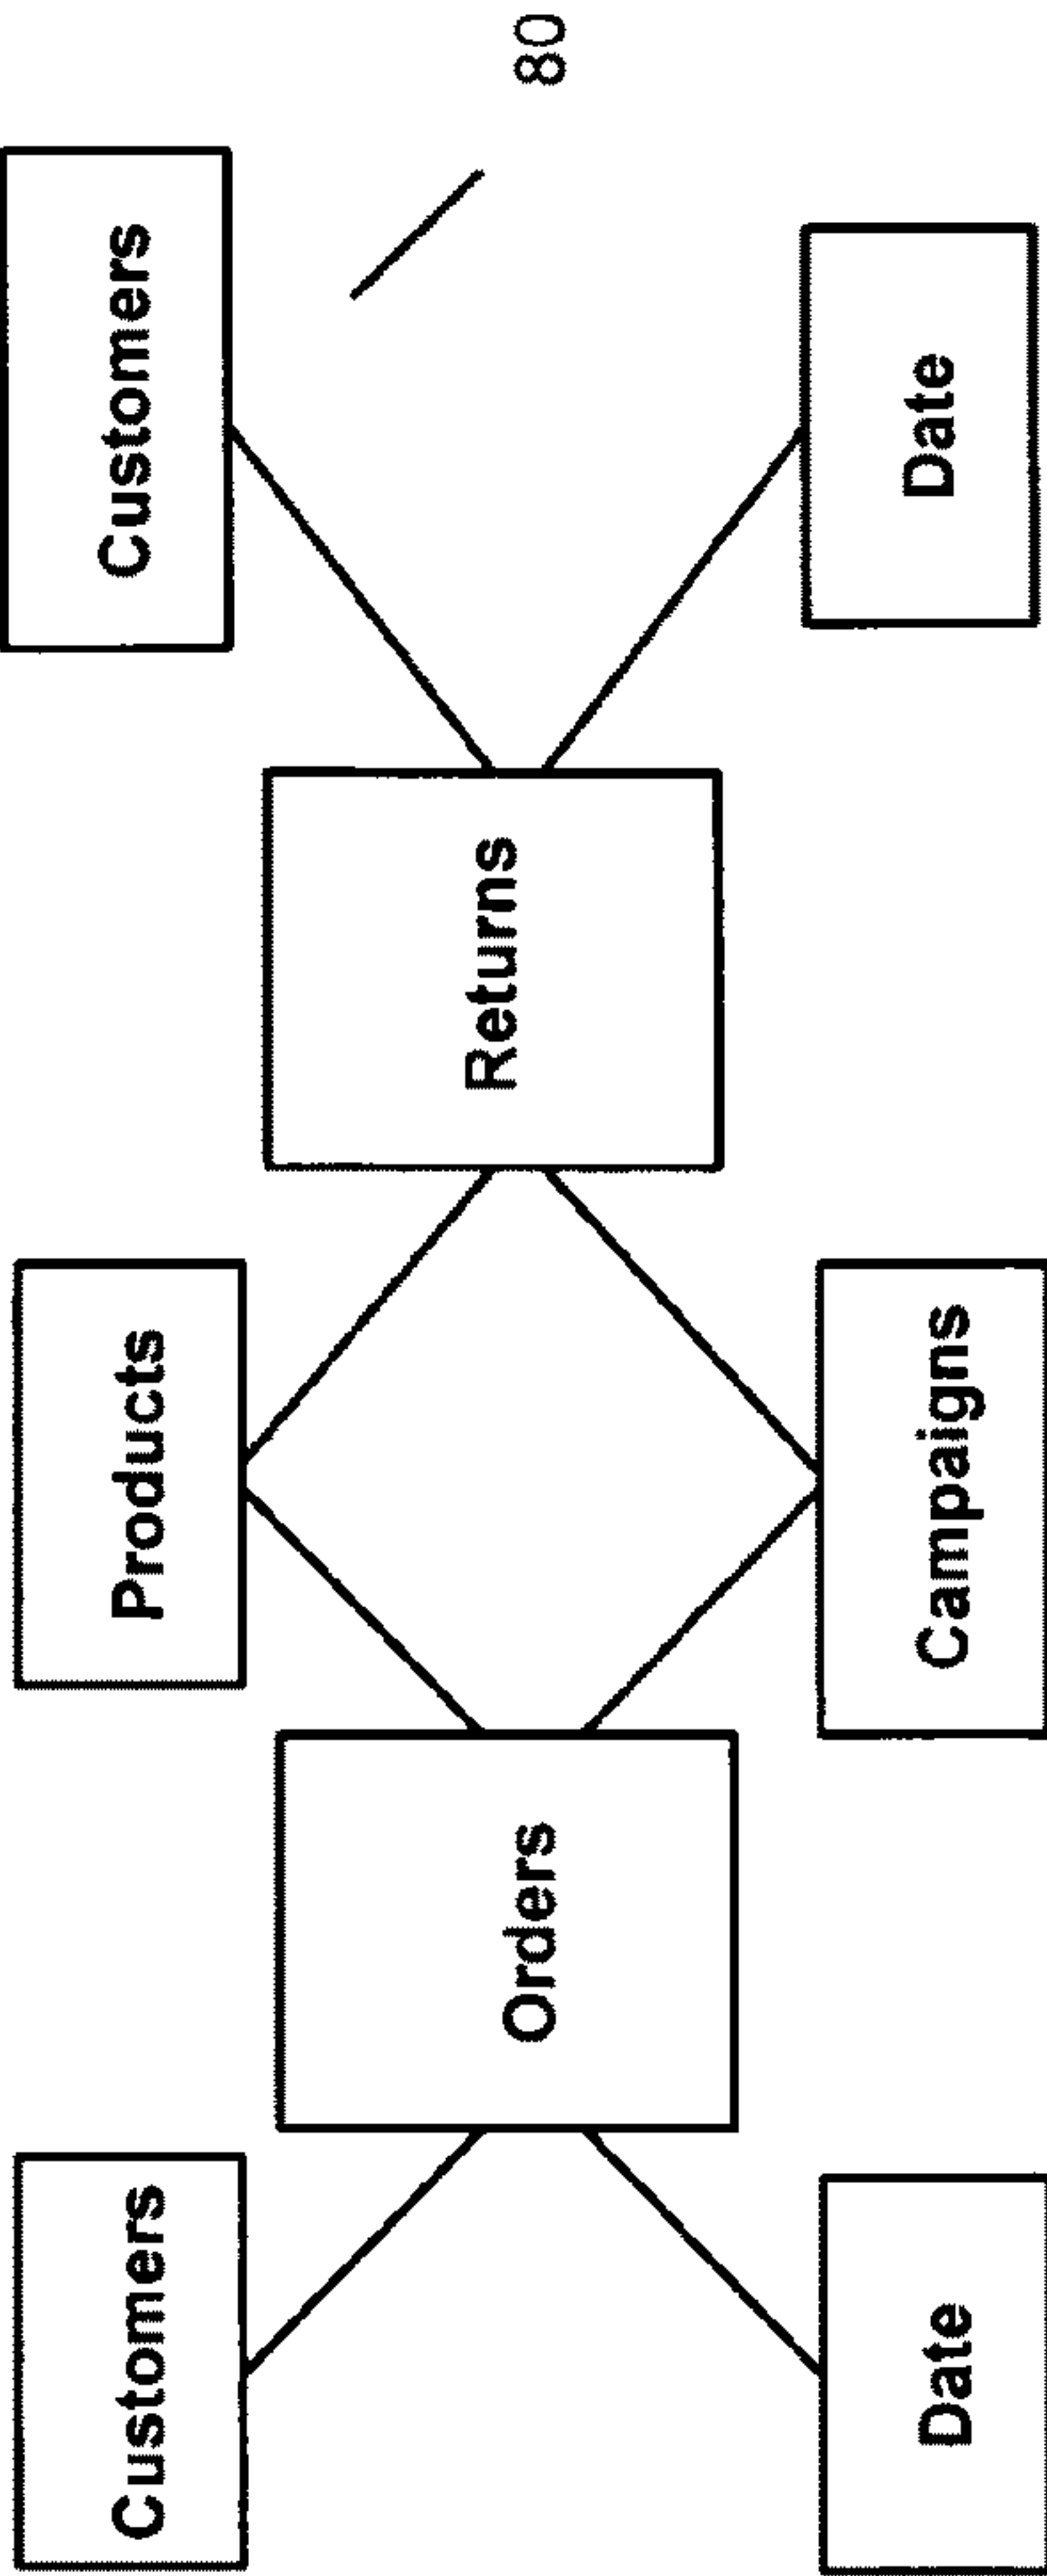 Customers
Products
Customers
Orders
Returns
80
Date
Campaigns
Date